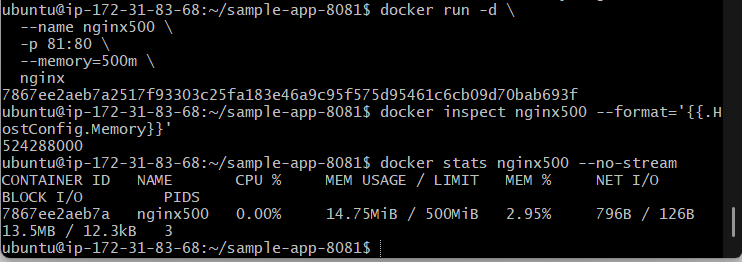 ubuntu@ip-172-31-83-68:~/sample-app-8081$ docker run -d \
  --name nginx500 \
  -p 81:80 \
  --memory=500m \
  nginx
7867ee2aeb7a2517f93303c25fa183e46a9c95f575d95461c6cb09d70bab693f
ubuntu@ip-172-31-83-68:~/sample-app-8081$ docker inspect nginx500 --format='{{.H
ostConfig.Memory}}'
524288000
ubuntu@ip-172-31-83-68:~/sample-app-8081$ docker stats nginx500 --no-stream
CONTAINER ID   NAME       CPU %     MEM USAGE / LIMIT   MEM %     NET I/O
BLOCK I/O         PIDS
7867ee2aeb7a   nginx500   0.00%     14.75MiB / 500MiB   2.95%     796B / 126B
13.5MB / 12.3kB   3
ubuntu@ip-172-31-83-68:~/sample-app-8081$